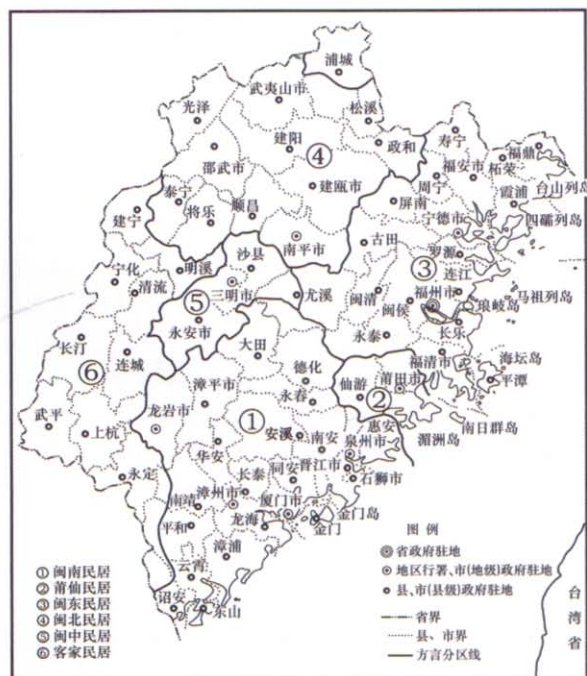 浦城
武夷山市
光泽
松溪
建阳
寿宁
④
政和
福鼎
邵武市
福安市
柘荣
建瓯市
周宁
霞浦
台山列岛
泰宁
屏南
将乐
顺昌
宁德市
四礵列岛
建宁
南平市
古田
罗源
明溪
沙县
③
连江
宁化
清流
三明市
尤溪
福州市
马祖列岛
⑤
闽清
闽侯
琅岐岛
永安市
长乐
大田
永泰
长汀
连城
福清市
海坛岛
⑥
德化
平潭
漳平市
仙游
莆田市
永春
②
武平
龙岩市
①
惠安
南日群岛
上杭
安溪
湄洲岛
南安
泉州市
华安
永定
同安
晋江市
长泰
石狮市
南靖
漳州市
厦门市
金门岛
平和
龙海
金门
漳浦
云霄
诏安
东山
① 闽南民居
② 莆仙民居
③ 闽东民居
④ 闽北民居
⑤ 闽中民居
⑥ 客家民居
图 例
省政府驻地
地区行署、市(地级)政府驻地
县、市(县级)政府驻地
省界
县、市界
方言分区线
台湾省